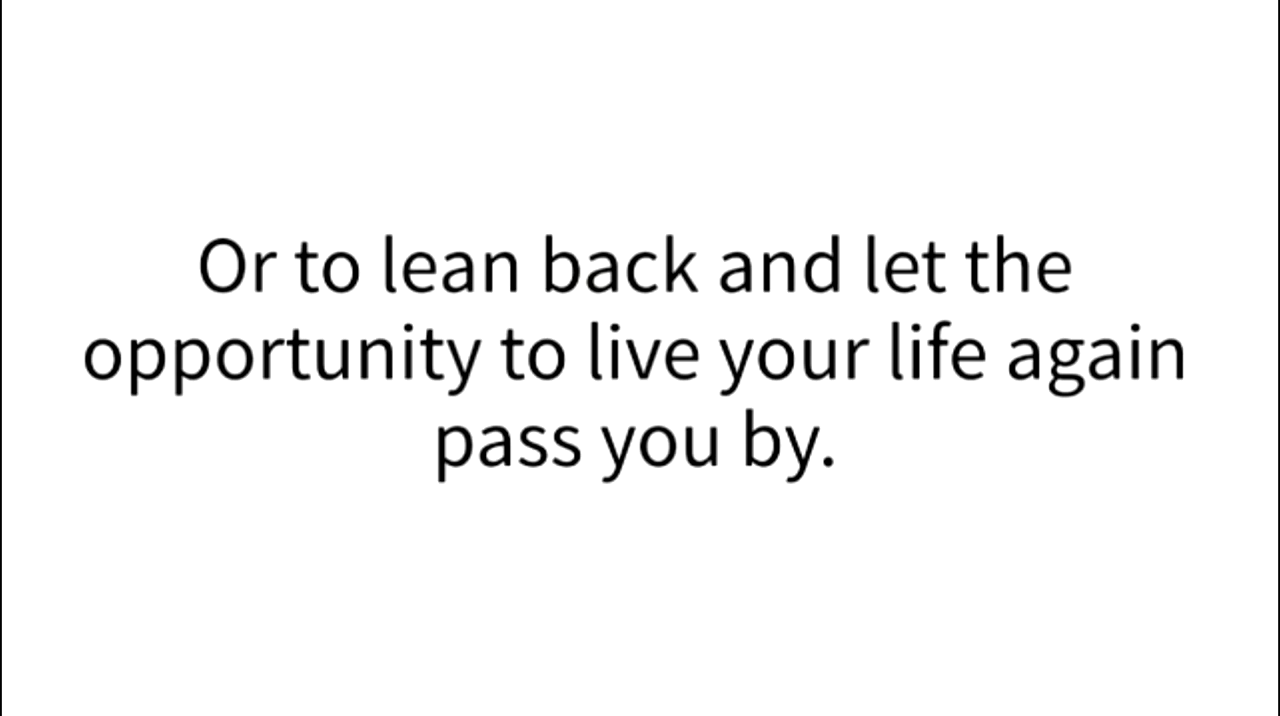 Or to lean back and let the
opportunity to live your life again
pass you by.